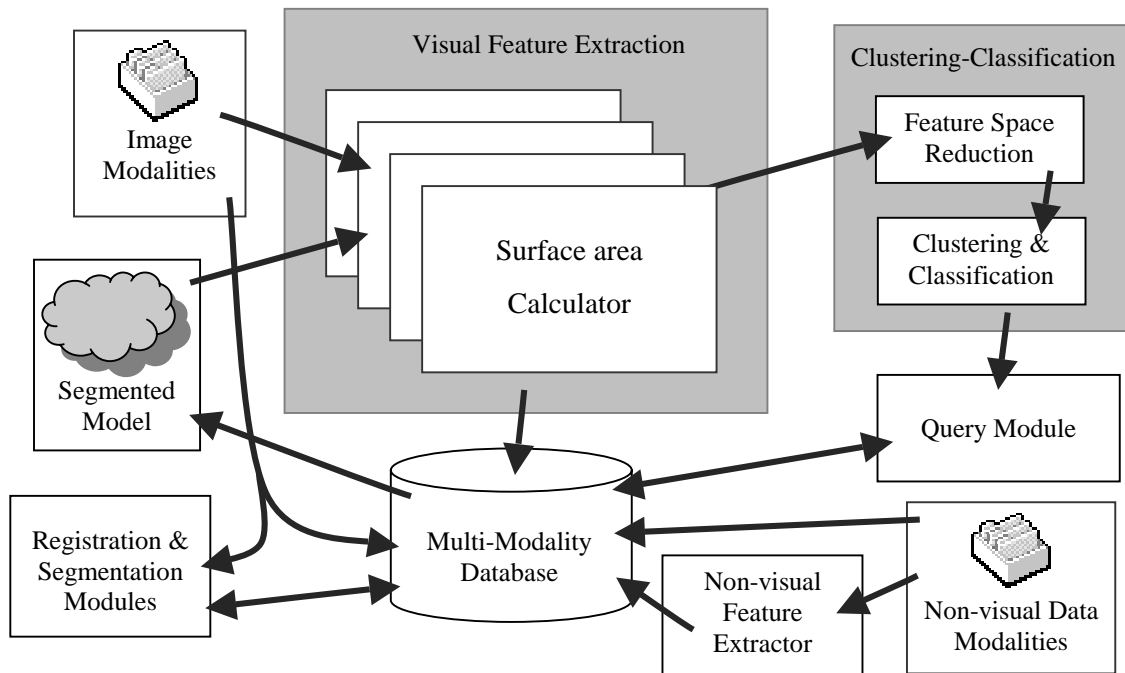 Visual Feature Extraction
Clustering-Classification
Image
Modalities
Feature Space
Reduction
Surface area
Calculator
Clustering &
Classification
Segmented
Model
Query Module
Registration &
Segmentation
Modules
Multi-Modality
Database
Non-visual
Feature
Extractor
Non-visual Data
Modalities